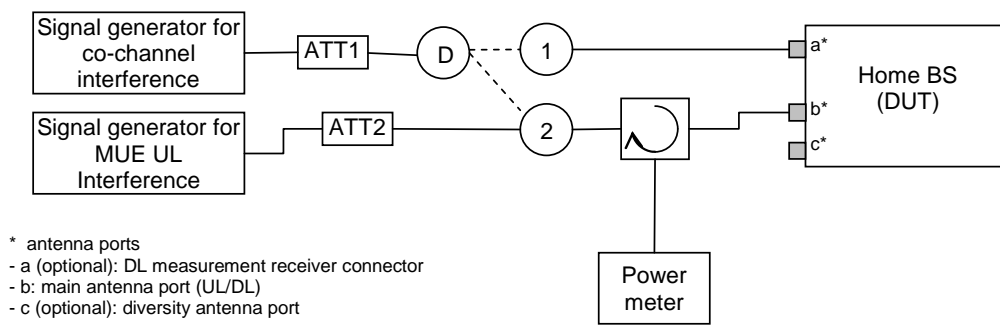 Signal generator for
co-channel
interference
ATT1
D
1
a*
Home BS
(DUT)
Signal generator for
MUE UL
Interference
ATT2
2
b*
c*
Power
meter
* antenna ports
- a (optional): DL measurement receiver connector
- b: main antenna port (UL/DL)
- c (optional): diversity antenna port